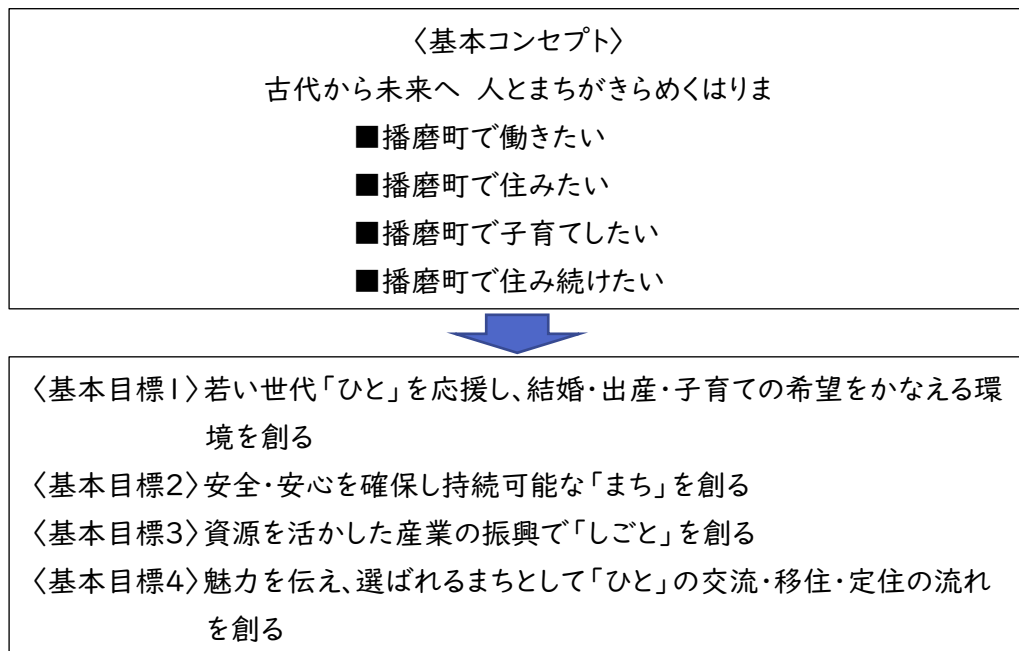 〈基本コンセプト〉
古代から未来へ 人とまちがきらめくはりま
■播磨町で働きたい
■播磨町で住みたい
■播磨町で子育てしたい
■播磨町で住み続けたい
〈基本目標1〉若い世代「ひと」を応援し、結婚・出産・子育ての希望をかなえる環
境を創る
〈基本目標2〉安全・安心を確保し持続可能な「まち」を創る
〈基本目標3〉資源を活かした産業の振興で「しごと」を創る
〈基本目標4〉魅力を伝え、選ばれるまちとして「ひと」の交流・移住・定住の流れ
を創る